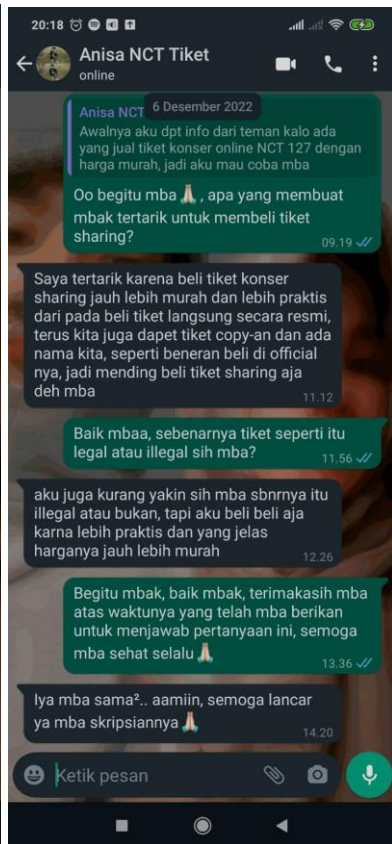 20:18
Anisa NCT Tiket
online
6 Desember 2022
Anisa NCT
Awalnya aku dpt info dari teman kalo ada
yang jual tiket konser online NCT 127 dengan
harga murah, jadi aku mau coba mba
Oo begitu mba 🙏🏻 , apa yang membuat
mbak tertarik untuk membeli tiket
sharing?
09.19
Saya tertarik karena beli tiket konser
sharing jauh lebih murah dan lebih praktis
dari pada beli tiket langsung secara resmi,
terus kita juga dapet tiket copy-an dan ada
nama kita, seperti beneran beli di official
nya, jadi mending beli tiket sharing aja
deh mba
11.12
Baik mbaa, sebenarnya tiket seperti itu
legal atau illegal sih mba?
11.56
aku juga kurang yakin sih mba sbnrnya itu
illegal atau bukan, tapi aku beli beli aja
karna lebih praktis dan yang jelas
harganya jauh lebih murah
12.26
Begitu mbak, baik mbak, terimakasih mba
atas waktunya yang telah mba berikan
untuk menjawab pertanyaan ini, semoga
mba sehat selalu 🙏🏻
13.36
Iya mba sama².. aamiin, semoga lancar
ya mba skripsiannya 🙏🏻
14.20
Ketik pesan